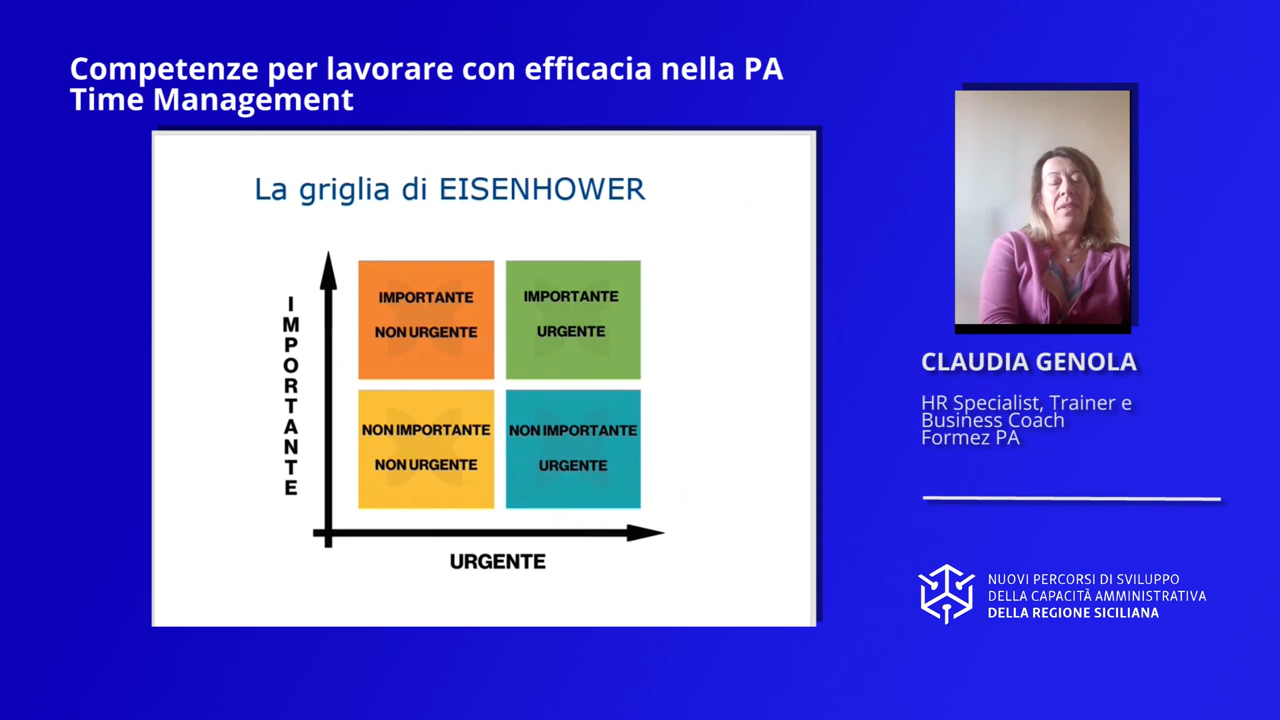 Competenze per lavorare con efficacia nella PA
Time Management
La griglia di EISENHOWER
IMPORTANTE
IMPORTANTE
NON URGENTE
IMPORTANTE
URGENTE
NON IMPORTANTE
NON URGENTE
NON IMPORTANTE
URGENTE
URGENTE
CLAUDIA GENOLA
HR Specialist, Trainer e
Business Coach
Formez PA
NUOVI PERCORSI DI SVILUPPO
DELLA CAPACITÀ AMMINISTRATIVA
DELLA REGIONE SICILIANA